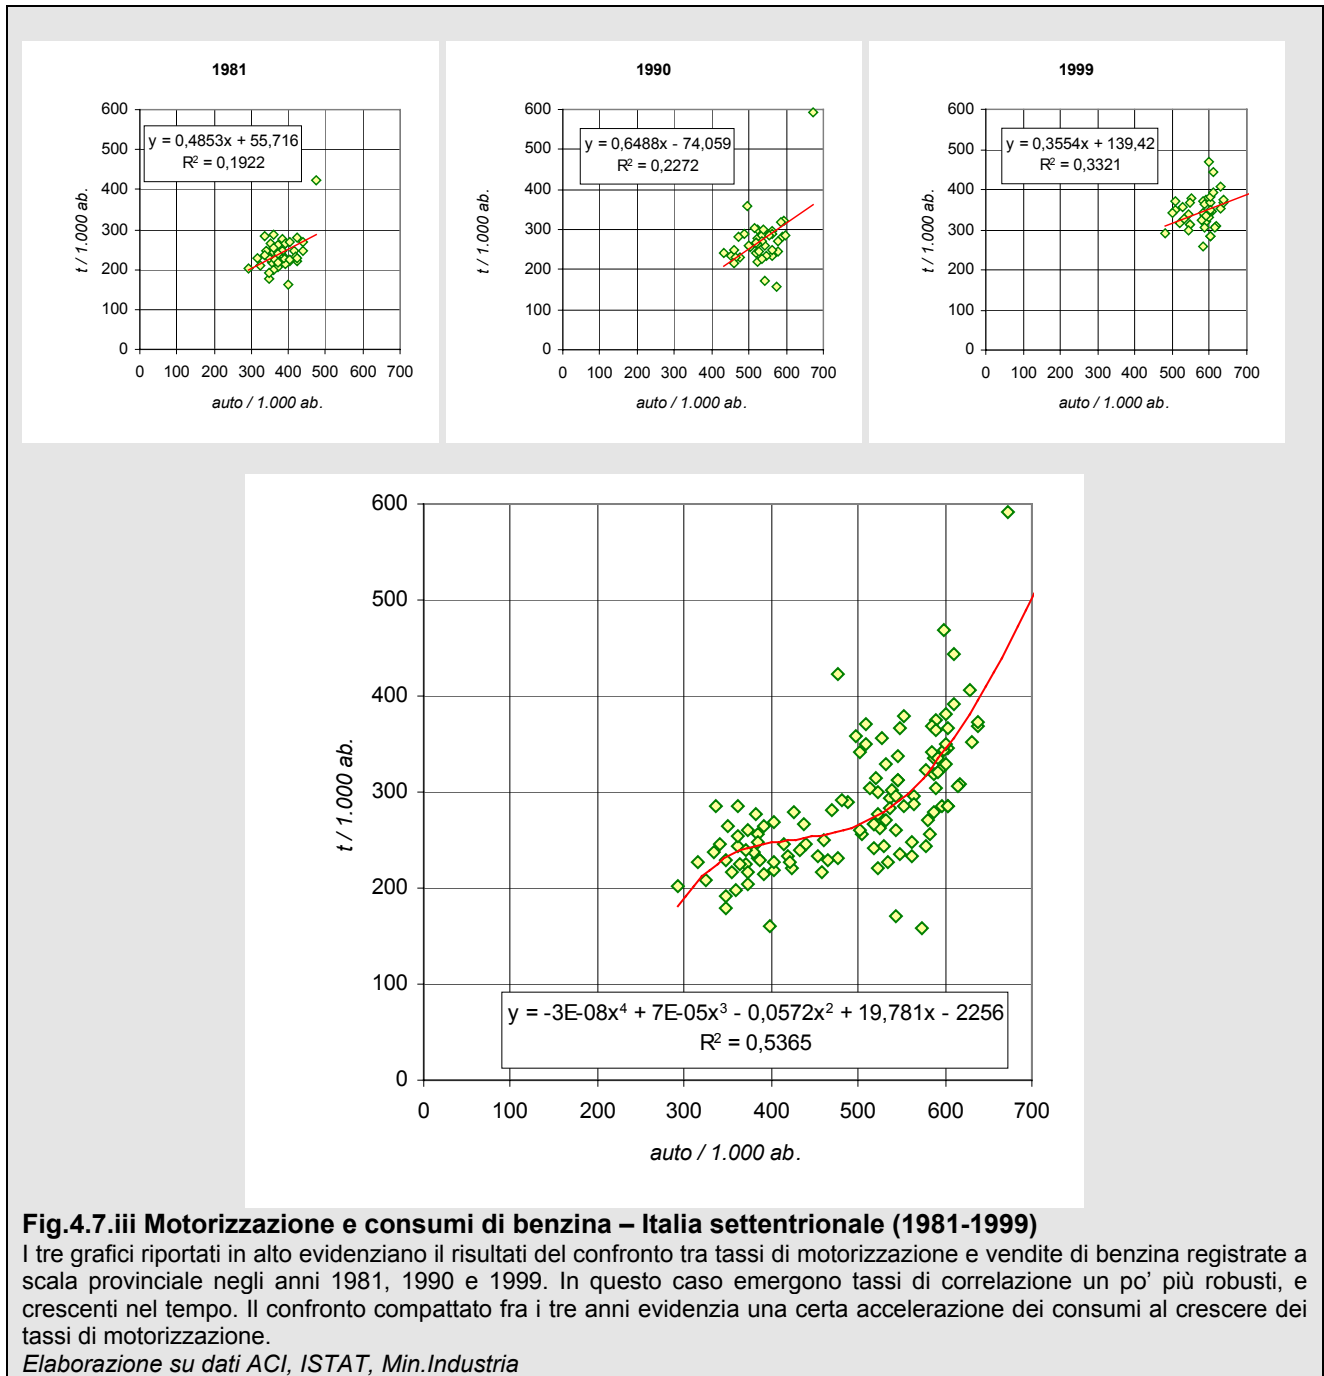 1981
600
500
400
300
200
100
0
t / 1.000 ab.
y = 0,4853x + 55,716
R² = 0,1922
0 100 200 300 400 500 600 700
auto / 1.000 ab.
1990
600
500
400
300
200
100
0
t / 1.000 ab.
y = 0,6488x - 74,059
R² = 0,2272
0 100 200 300 400 500 600 700
auto / 1.000 ab.
1999
600
500
400
300
200
100
0
t / 1.000 ab.
y = 0,3554x + 139,42
R² = 0,3321
0 100 200 300 400 500 600 700
auto / 1.000 ab.
600
500
400
300
200
100
0
t / 1.000 ab.
y = -3E-08x⁴ + 7E-05x³ - 0,0572x² + 19,781x - 2256
R² = 0,5365
0 100 200 300 400 500 600 700
auto / 1.000 ab.
Fig.4.7.iii Motorizzazione e consumi di benzina – Italia settentrionale (1981-1999)
I tre grafici riportati in alto evidenziano il risultati del confronto tra tassi di motorizzazione e vendite di benzina registrate a
scala provinciale negli anni 1981, 1990 e 1999. In questo caso emergono tassi di correlazione un po’ più robusti, e
crescenti nel tempo. Il confronto compattato fra i tre anni evidenzia una certa accelerazione dei consumi al crescere dei
tassi di motorizzazione.
Elaborazione su dati ACI, ISTAT, Min.Industria